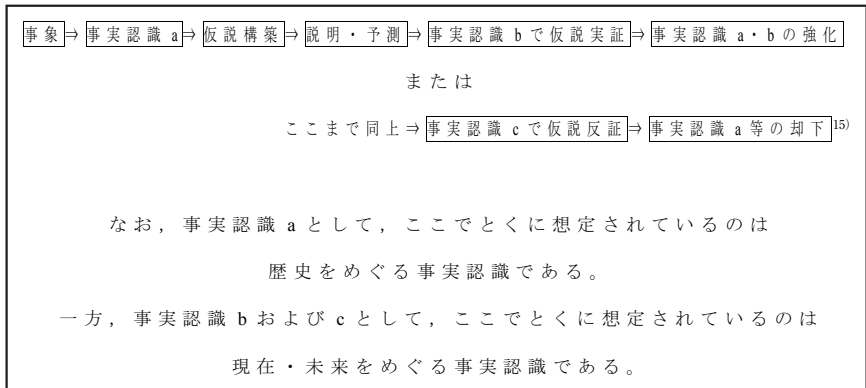 事象⇒事実認識a⇒仮説構築⇒説明・予測⇒事実認識bで仮説実証⇒事実認識a・bの強化
または
ここまで同上⇒事実認識cで仮説反証⇒事実認識a等の却下15)
なお，事実認識aとして，ここでとくに想定されているのは
歴史をめぐる事実認識である。
一方，事実認識bおよびcとして，ここでとくに想定されているのは
現在・未来をめぐる事実認識である。